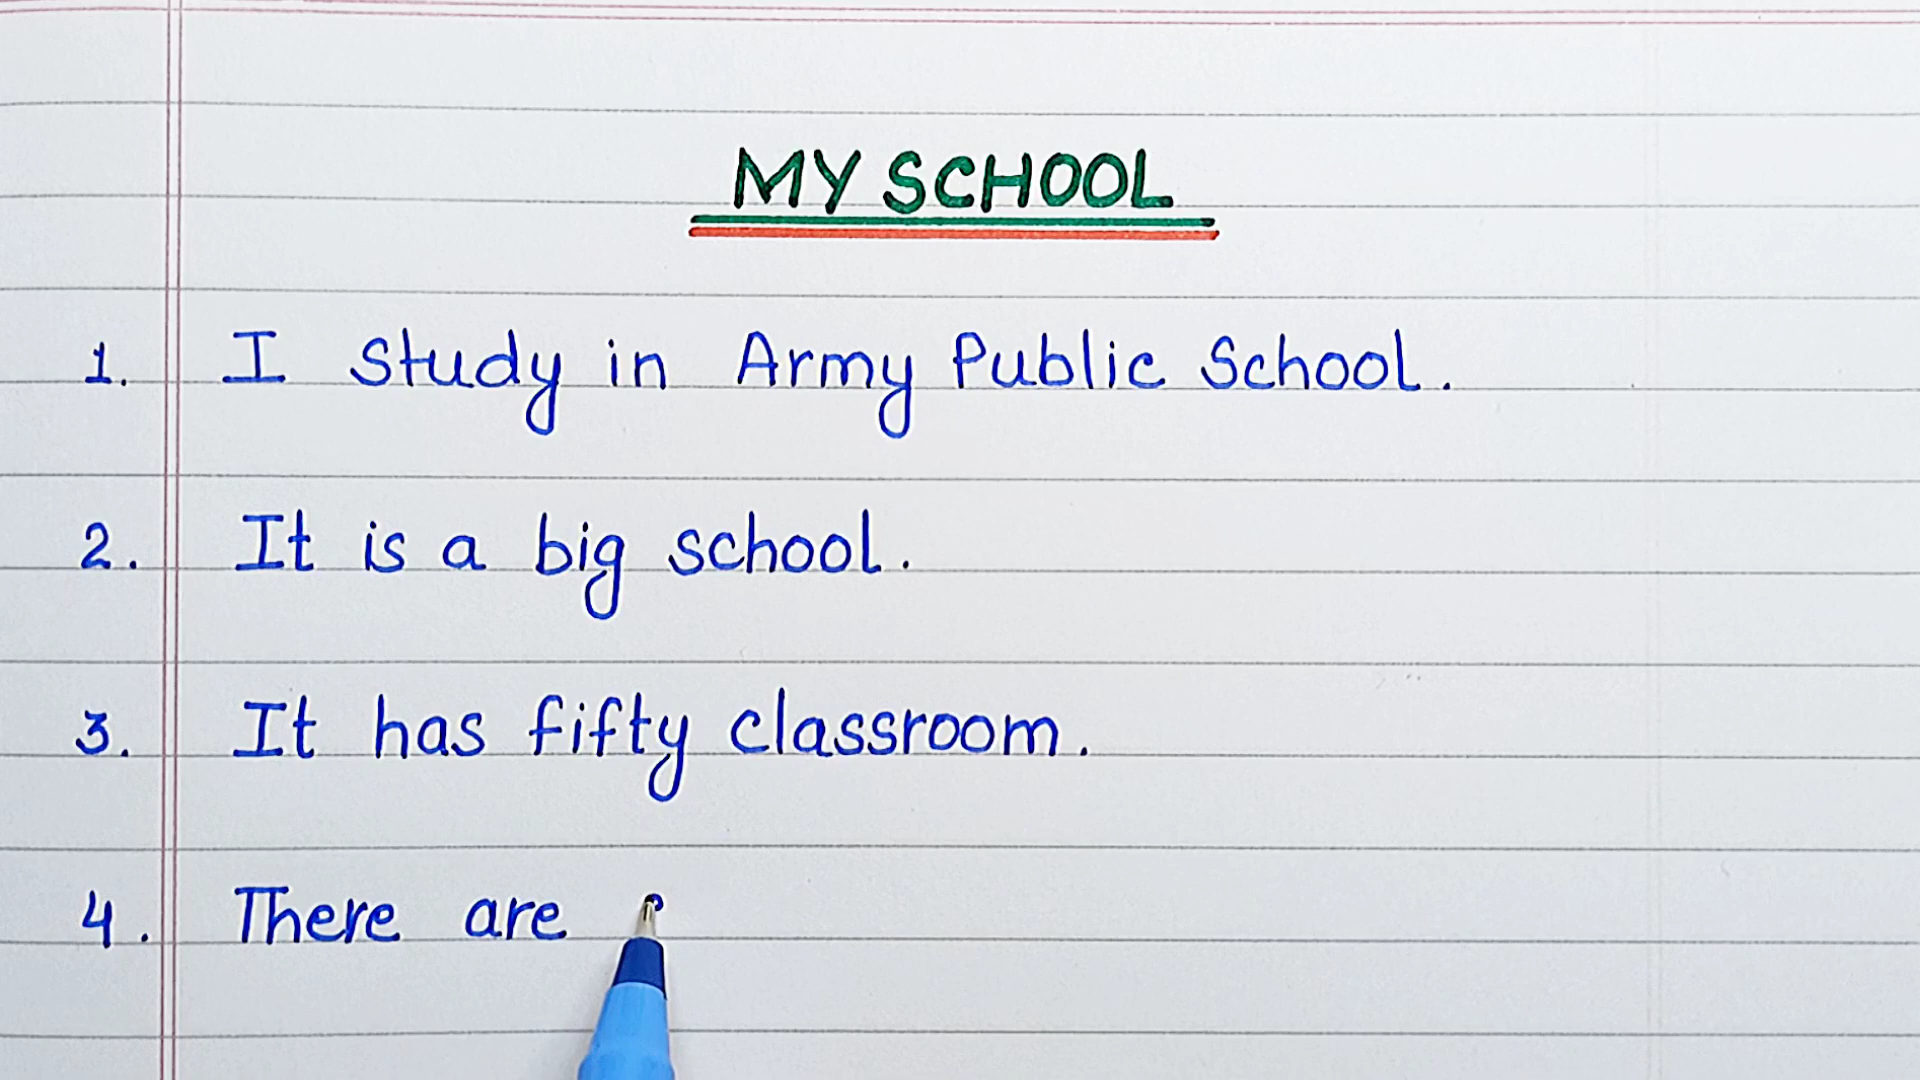 MY SCHOOL
1. I study in Army Public School.
2. It is a big school.
3. It has fifty classroom.
4. There are